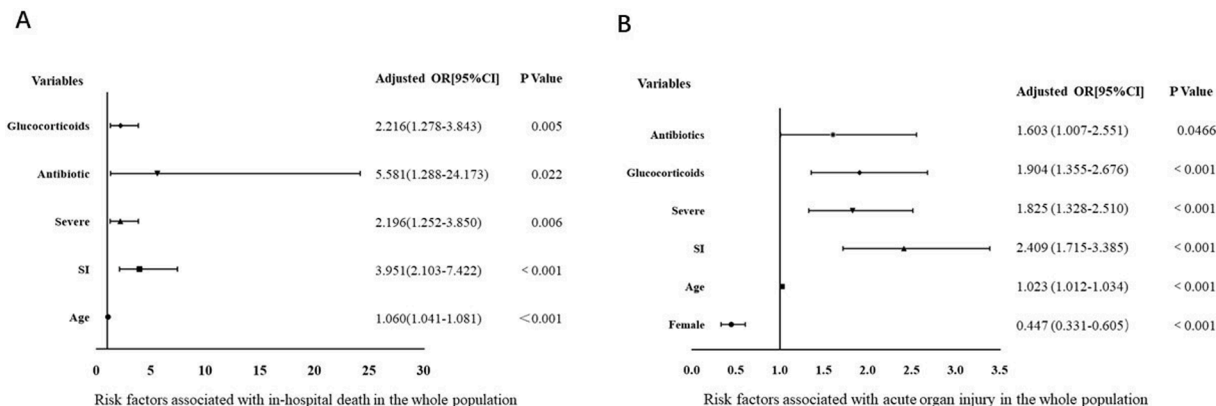 A
Variables Adjusted OR[95%CI] P Value
Glucocorticoids 2.216(1.278-3.843) 0.005
Antibiotic 5.581(1.288-24.173) 0.022
Severe 2.196(1.252-3.850) 0.006
SI 3.951(2.103-7.422) <0.001
Age 1.060(1.041-1.081) <0.001
0 5 10 15 20 25 30
Risk factors associated with in-hospital death in the whole population
B
Variables Adjusted OR[95%CI] P Value
Antibiotics 1.603 (1.007-2.551) 0.0466
Glucocorticoids 1.904 (1.355-2.676) <0.001
Severe 1.825 (1.328-2.510) <0.001
SI 2.409 (1.715-3.385) <0.001
Age 1.023 (1.012-1.034) <0.001
Female 0.447 (0.331-0.605) <0.001
0.0 0.5 1.0 1.5 2.0 2.5 3.0 3.5
Risk factors associated with acute organ injury in the whole population